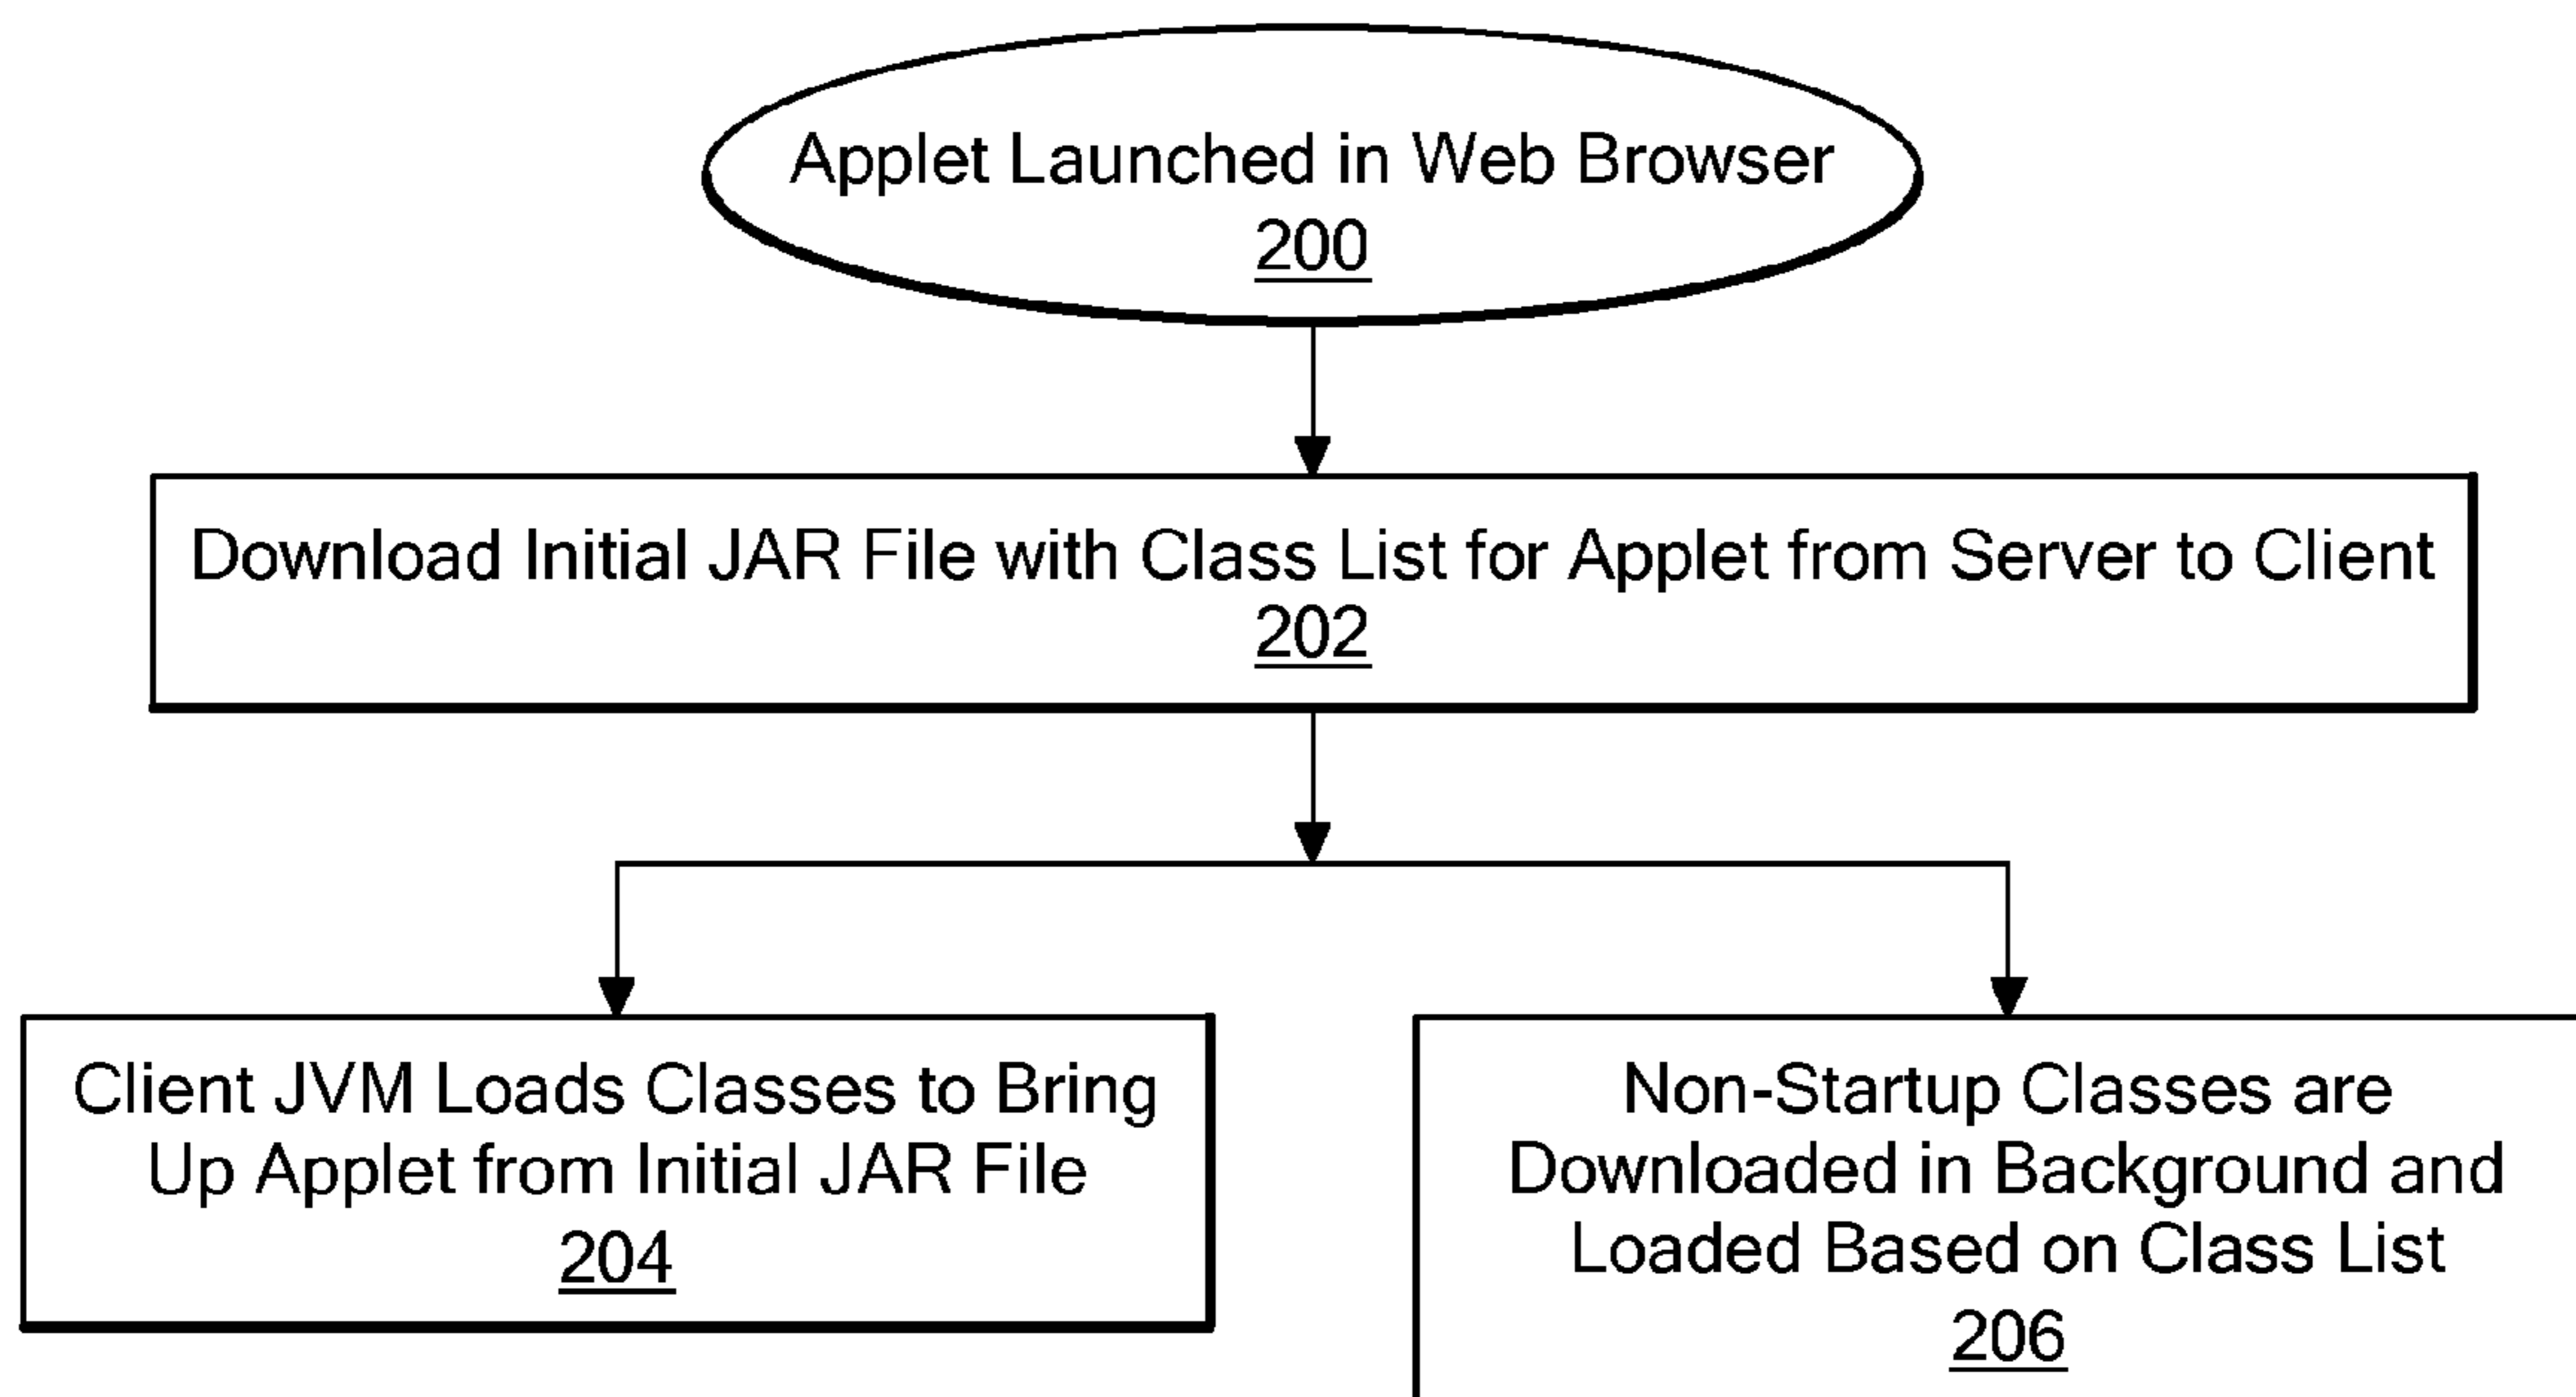 Applet Launched in Web Browser
200
Download Initial JAR File with Class List for Applet from Server to Client
202
Client JVM Loads Classes to Bring
Up Applet from Initial JAR File
204
Non-Startup Classes are
Downloaded in Background and
Loaded Based on Class List
206